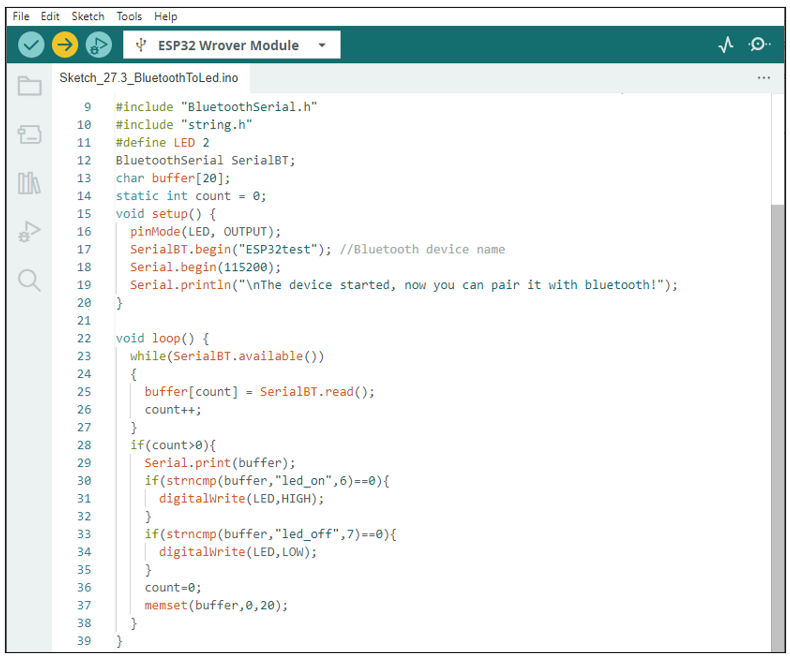 File Edit Sketch Tools Help
ESP32 Wrover Module
Sketch_27.3_BluetoothToLed.ino
9 #include "BluetoothSerial.h"
10 #include "string.h"
11 #define LED 2
12 BluetoothSerial SerialBT;
13 char buffer[20];
14 static int count = 0;
15 void setup() {
16 pinMode(LED, OUTPUT);
17 SerialBT.begin("ESP32test"); //Bluetooth device name
18 Serial.begin(115200);
19 Serial.println("\nThe device started, now you can pair it with bluetooth!");
20 }
21
22 void loop() {
23 while(SerialBT.available())
24 {
25 buffer[count] = SerialBT.read();
26 count++;
27 }
28 if(count>0){
29 Serial.print(buffer);
30 if(strncmp(buffer,"led_on",6)==0){
31 digitalWrite(LED,HIGH);
32 }
33 if(strncmp(buffer,"led_off",7)==0){
34 digitalWrite(LED,LOW);
35 }
36 count=0;
37 memset(buffer,0,20);
38 }
39 }